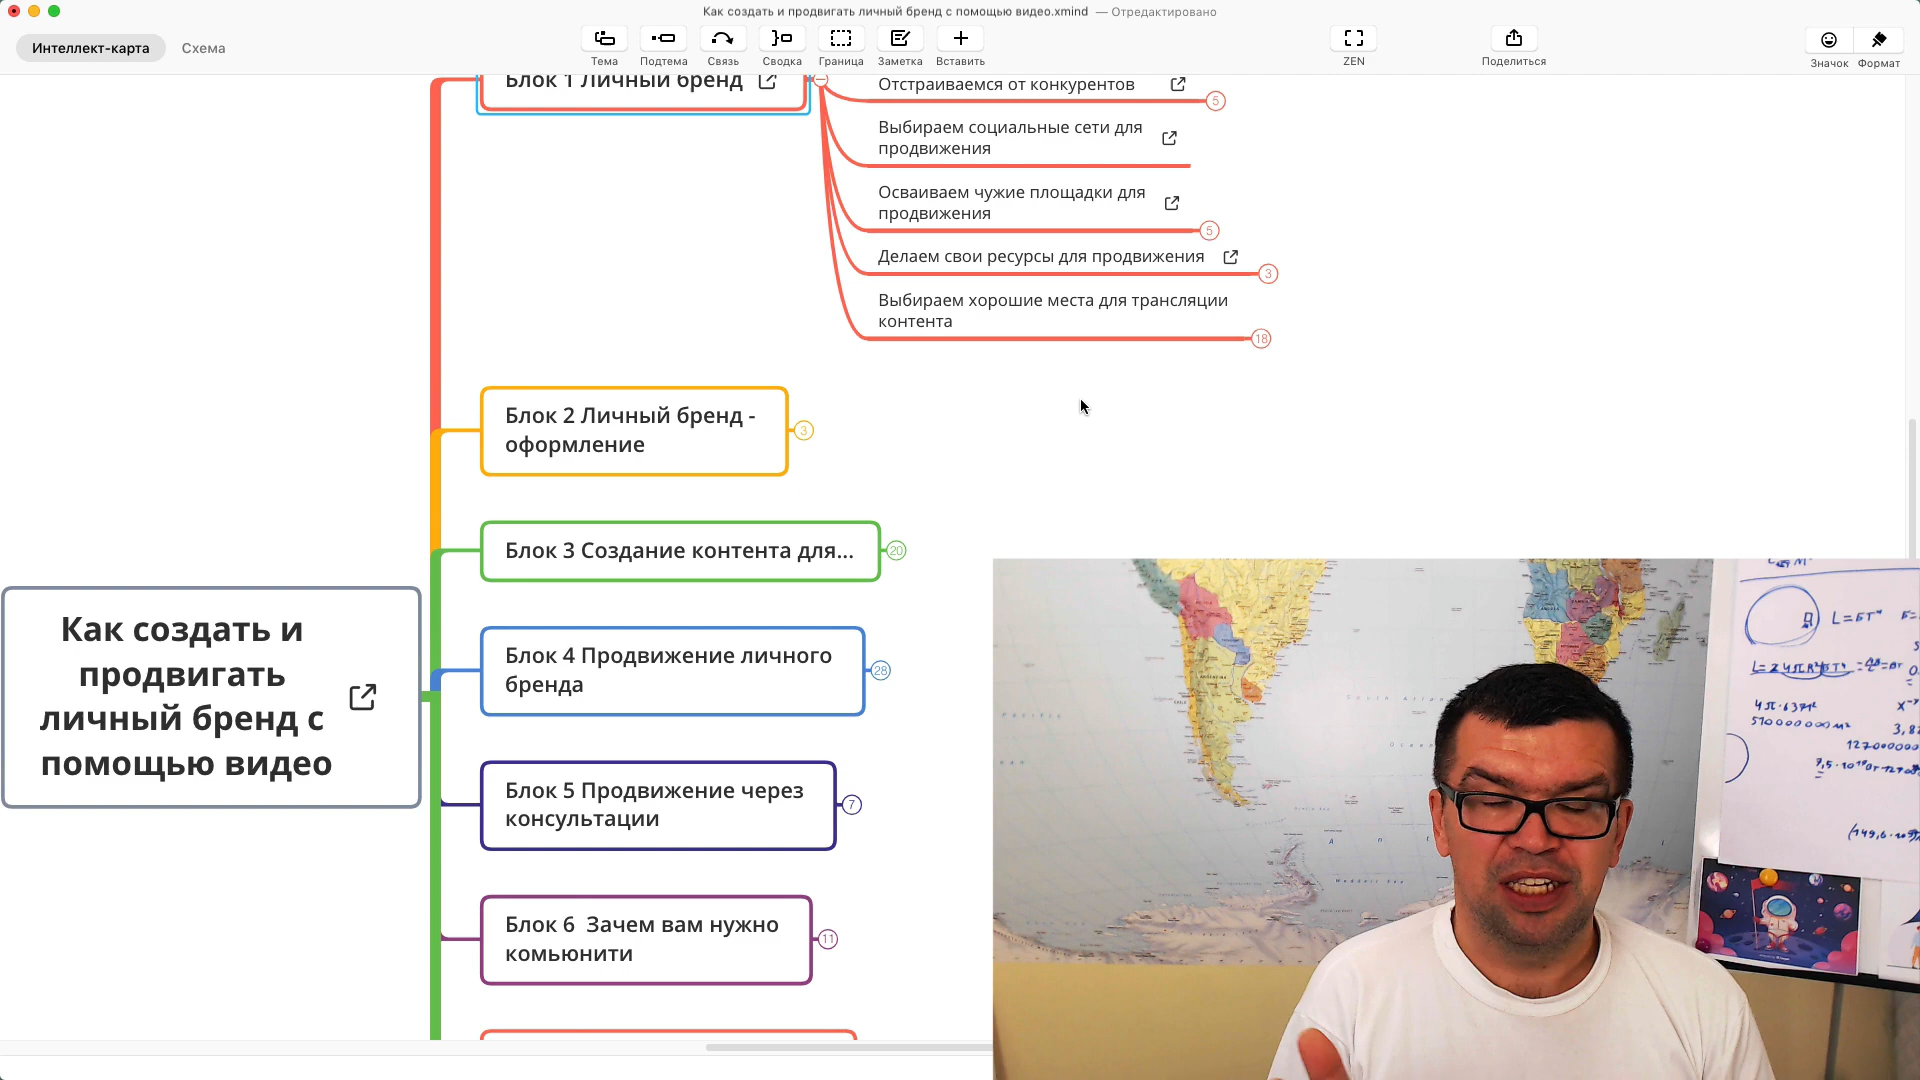 Как создать и продвигать личный бренд с помощью видео.xmind — Отредактировано
Интеллект-карта
Схема
Тема
Подтема
Связь
Сводка
Граница
Заметка
Вставить
ZEN
Поделиться
Значок
Формат
Блок 1 Личный бренд
Отстраиваемся от конкурентов
5
Выбираем социальные сети для
продвижения
Осваиваем чужие площадки для
продвижения
5
Делаем свои ресурсы для продвижения
3
Выбираем хорошие места для трансляции
контента
18
Блок 2 Личный бренд -
оформление
3
Блок 3 Создание контента для...
20
Как создать и
продвигать
личный бренд с
помощью видео
Блок 4 Продвижение личного
бренда
28
Блок 5 Продвижение через
консультации
7
Блок 6  Зачем вам нужно
комьюнити
11
ARGENTINA